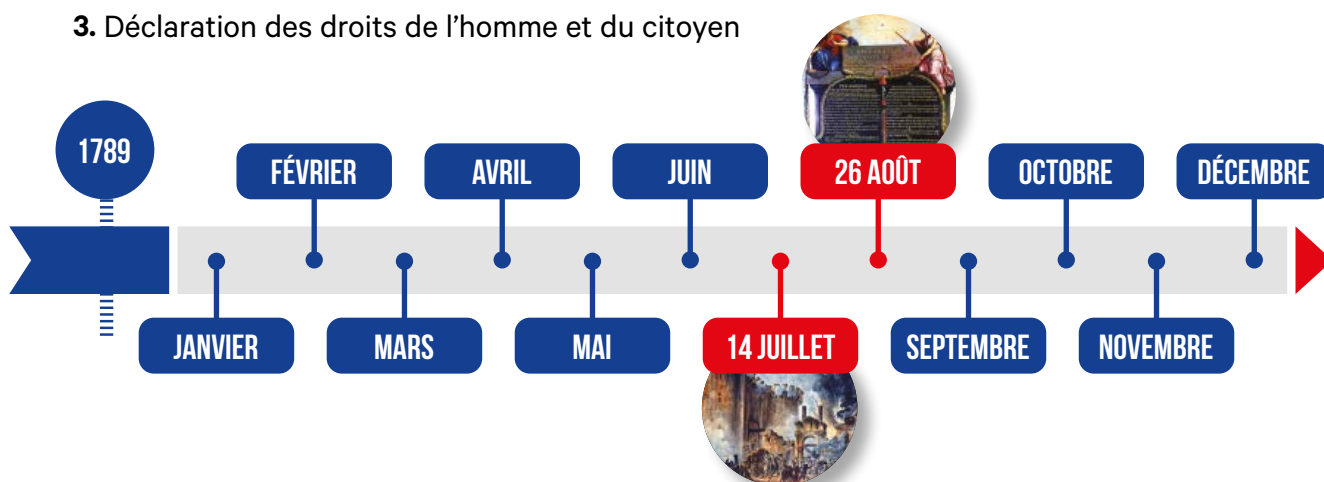 3. Déclaration des droits de l’homme et du citoyen
1789
FÉVRIER
AVRIL
JUIN
26 AOÛT
OCTOBRE
DÉCEMBRE
JANVIER
MARS
MAI
14 JUILLET
SEPTEMBRE
NOVEMBRE